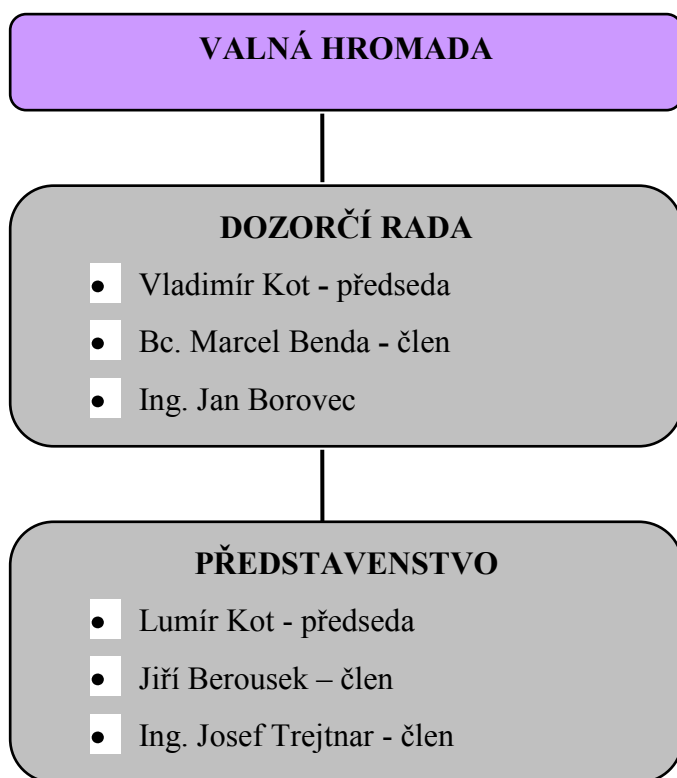 VALNÁ HROMADA
DOZORČÍ RADA
• Vladimír Kot - předseda
• Bc. Marcel Benda - člen
• Ing. Jan Borovec
PŘEDSTAVENSTVO
• Lumír Kot - předseda
• Jiří Berousek – člen
• Ing. Josef Trejtnar - člen